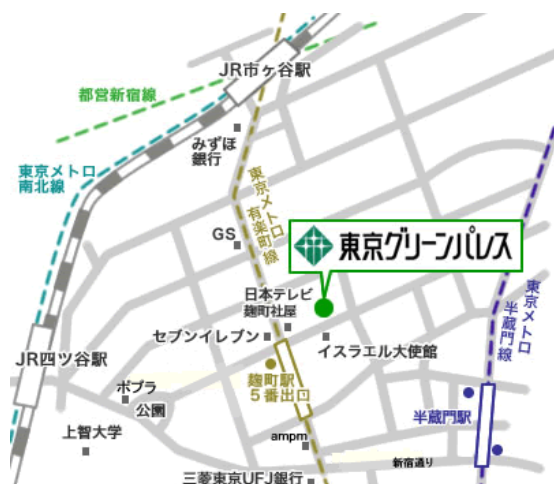 JR市ヶ谷駅
都営新宿線
みずほ
銀行
東京メトロ
南北線
東京メトロ
有楽町線
GS
東京グリーンパレス
日本テレビ
麹町社屋
セブンイレブン
イスラエル大使館
東京メトロ
半蔵門線
JR四ツ谷駅
麹町駅
5番出口
ポプラ
公園
半蔵門駅
上智大学
ampm
新宿通り
三菱東京UFJ銀行